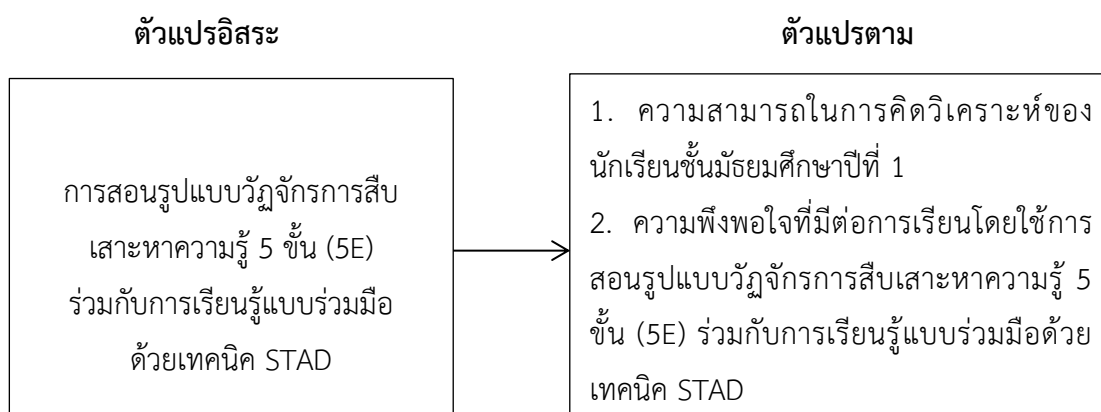 ตัวแปรอิสระ
การสอนรูปแบบวัฏจักรการสืบ
เสาะหาความรู้ 5 ขั้น (5E)
ร่วมกับการเรียนรู้แบบร่วมมือ
ด้วยเทคนิค STAD
ตัวแปรตาม
1. ความสามารถในการคิดวิเคราะห์ของ
นักเรียนชั้นมัธยมศึกษาปีที่ 1
2. ความพึงพอใจที่มีต่อการเรียนโดยใช้การ
สอนรูปแบบวัฏจักรการสืบเสาะหาความรู้ 5
ขั้น (5E) ร่วมกับการเรียนรู้แบบร่วมมือด้วย
เทคนิค STAD